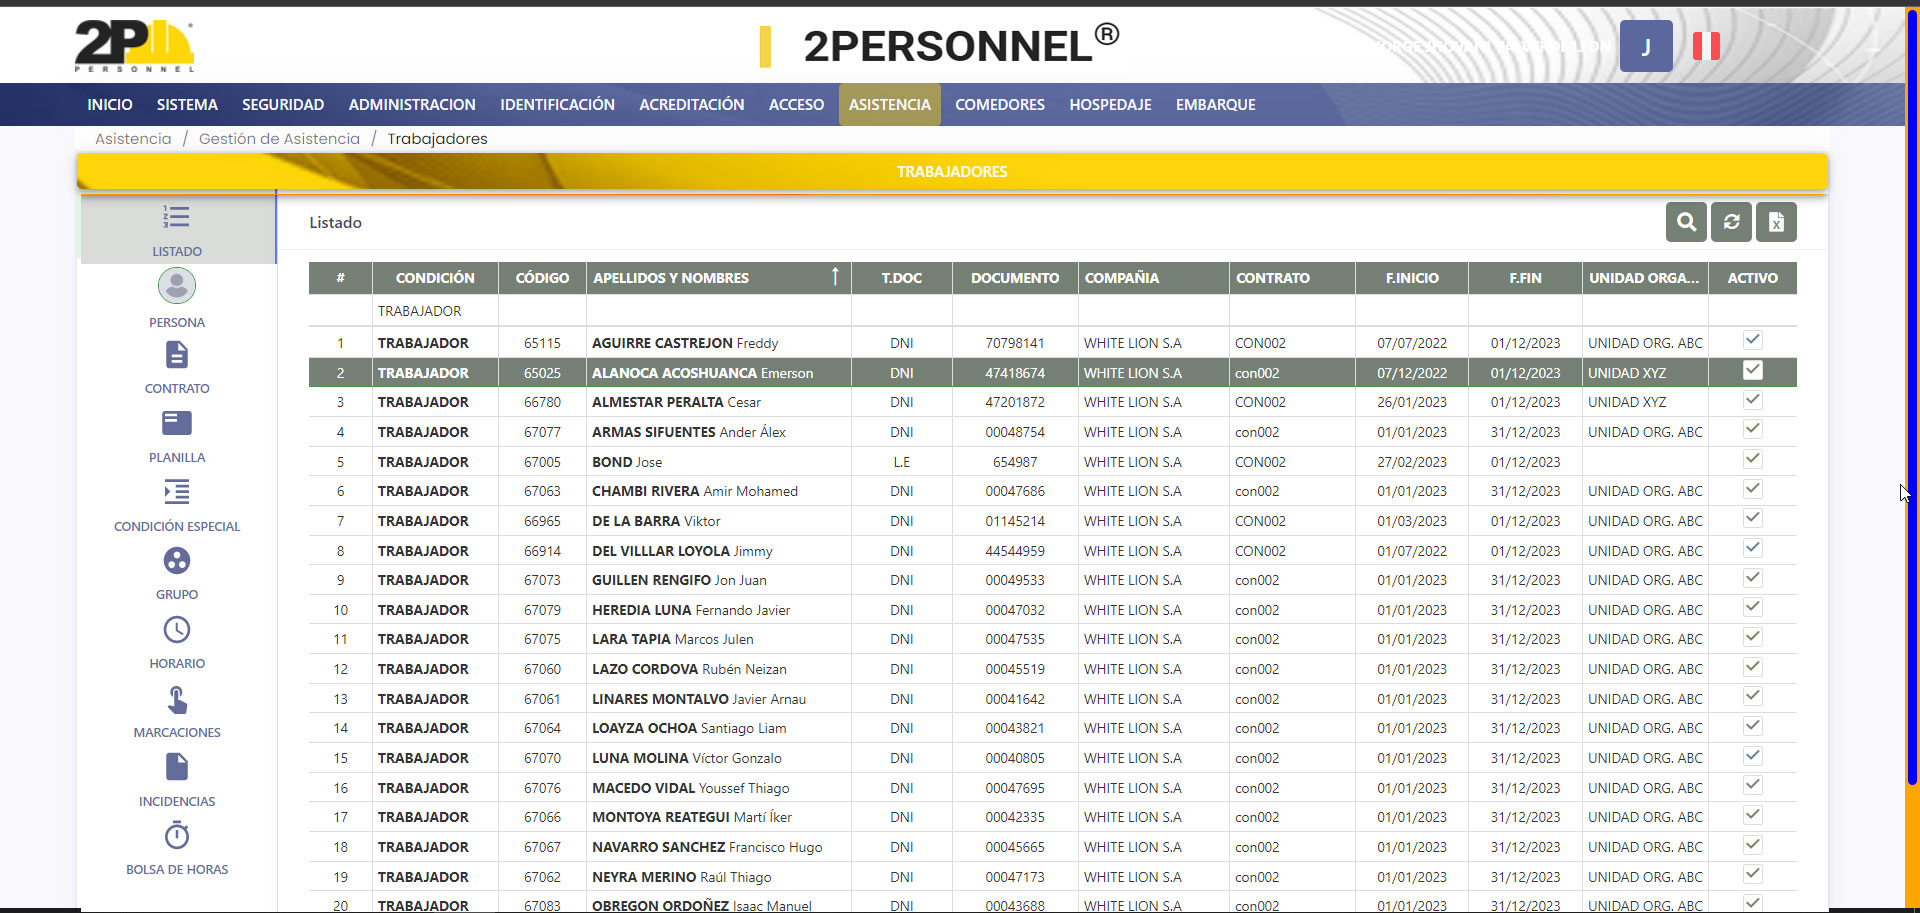 2P
PERSONNEL
2PERSONNEL®
J
INICIO SISTEMA SEGURIDAD ADMINISTRACION IDENTIFICACIÓN ACREDITACIÓN ACCESO ASISTENCIA COMEDORES HOSPEDAJE EMBARQUE
Asistencia / Gestión de Asistencia / Trabajadores
TRABAJADORES
LISTADO
PERSONA
CONTRATO
PLANILLA
CONDICIÓN ESPECIAL
GRUPO
HORARIO
MARCACIONES
INCIDENCIAS
BOLSA DE HORAS
Listado
# CONDICIÓN CÓDIGO APELLIDOS Y NOMBRES T.DOC DOCUMENTO COMPAÑIA CONTRATO F.INICIO F.FIN UNIDAD ORGA... ACTIVO
TRABAJADOR
1 TRABAJADOR 65115 AGUIRRE CASTREJON Freddy DNI 70798141 WHITE LION S.A CON002 07/07/2022 01/12/2023 UNIDAD ORG. ABC
2 TRABAJADOR 65025 ALANOCA ACOSHUANCA Emerson DNI 47418674 WHITE LION S.A con002 07/12/2022 01/12/2023 UNIDAD XYZ
3 TRABAJADOR 66780 ALMESTAR PERALTA Cesar DNI 47201872 WHITE LION S.A CON002 26/01/2023 01/12/2023 UNIDAD XYZ
4 TRABAJADOR 67077 ARMAS SIFUENTES Ander Álex DNI 00048754 WHITE LION S.A con002 01/01/2023 31/12/2023 UNIDAD ORG. ABC
5 TRABAJADOR 67005 BOND Jose L.E 654987 WHITE LION S.A CON002 27/02/2023 01/12/2023
6 TRABAJADOR 67063 CHAMBI RIVERA Amir Mohamed DNI 00047686 WHITE LION S.A con002 01/01/2023 31/12/2023 UNIDAD ORG. ABC
7 TRABAJADOR 66965 DE LA BARRA Viktor DNI 01145214 WHITE LION S.A CON002 01/03/2023 01/12/2023 UNIDAD ORG. ABC
8 TRABAJADOR 66914 DEL VILLLAR LOYOLA Jimmy DNI 44544959 WHITE LION S.A CON002 01/07/2022 01/12/2023 UNIDAD ORG. ABC
9 TRABAJADOR 67073 GUILLEN RENGIFO Jon Juan DNI 00049533 WHITE LION S.A con002 01/01/2023 31/12/2023 UNIDAD ORG. ABC
10 TRABAJADOR 67079 HEREDIA LUNA Fernando Javier DNI 00047032 WHITE LION S.A con002 01/01/2023 31/12/2023 UNIDAD ORG. ABC
11 TRABAJADOR 67075 LARA TAPIA Marcos Julen DNI 00047535 WHITE LION S.A con002 01/01/2023 31/12/2023 UNIDAD ORG. ABC
12 TRABAJADOR 67060 LAZO CORDOVA Rubén Neizan DNI 00045519 WHITE LION S.A con002 01/01/2023 31/12/2023 UNIDAD ORG. ABC
13 TRABAJADOR 67061 LINARES MONTALVO Javier Arnau DNI 00041642 WHITE LION S.A con002 01/01/2023 31/12/2023 UNIDAD ORG. ABC
14 TRABAJADOR 67064 LOAYZA OCHOA Santiago Liam DNI 00043821 WHITE LION S.A con002 01/01/2023 31/12/2023 UNIDAD ORG. ABC
15 TRABAJADOR 67070 LUNA MOLINA Víctor Gonzalo DNI 00040805 WHITE LION S.A con002 01/01/2023 31/12/2023 UNIDAD ORG. ABC
16 TRABAJADOR 67076 MACEDO VIDAL Youssef Thiago DNI 00047695 WHITE LION S.A con002 01/01/2023 31/12/2023 UNIDAD ORG. ABC
17 TRABAJADOR 67066 MONTOYA REATEGUI Martí Íker DNI 00042335 WHITE LION S.A con002 01/01/2023 31/12/2023 UNIDAD ORG. ABC
18 TRABAJADOR 67067 NAVARRO SANCHEZ Francisco Hugo DNI 00045665 WHITE LION S.A con002 01/01/2023 31/12/2023 UNIDAD ORG. ABC
19 TRABAJADOR 67062 NEYRA MERINO Raúl Thiago DNI 00047173 WHITE LION S.A con002 01/01/2023 31/12/2023 UNIDAD ORG. ABC
20 TRABAJADOR 67083 OBREGON ORDOÑEZ Isaac Manuel DNI 00043688 WHITE LION S.A con002 01/01/2023 31/12/2023 UNIDAD ORG. ABC